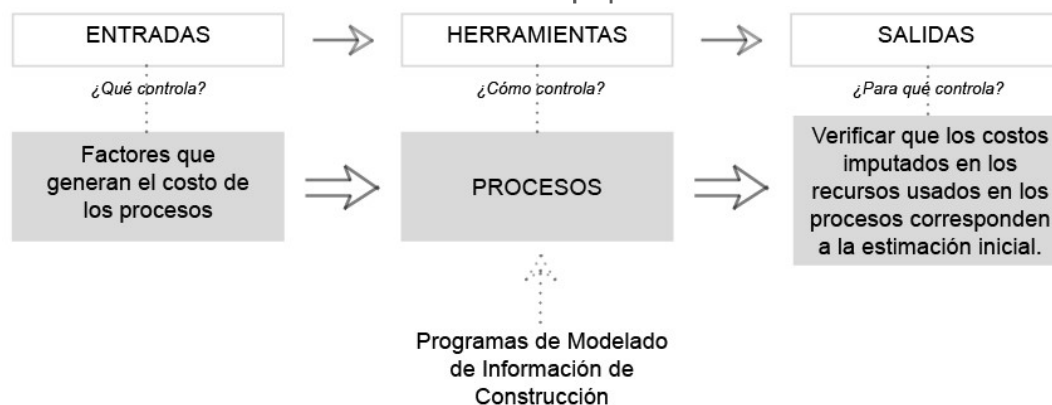 ENTRADAS
HERRAMIENTAS
SALIDAS
¿Qué controla?
¿Cómo controla?
¿Para qué controla?
Factores que
generan el costo de
los procesos
PROCESOS
Verificar que los costos
imputados en los
recursos usados en los
procesos corresponden
a la estimación inicial.
Programas de Modelado
de Información de
Construcción